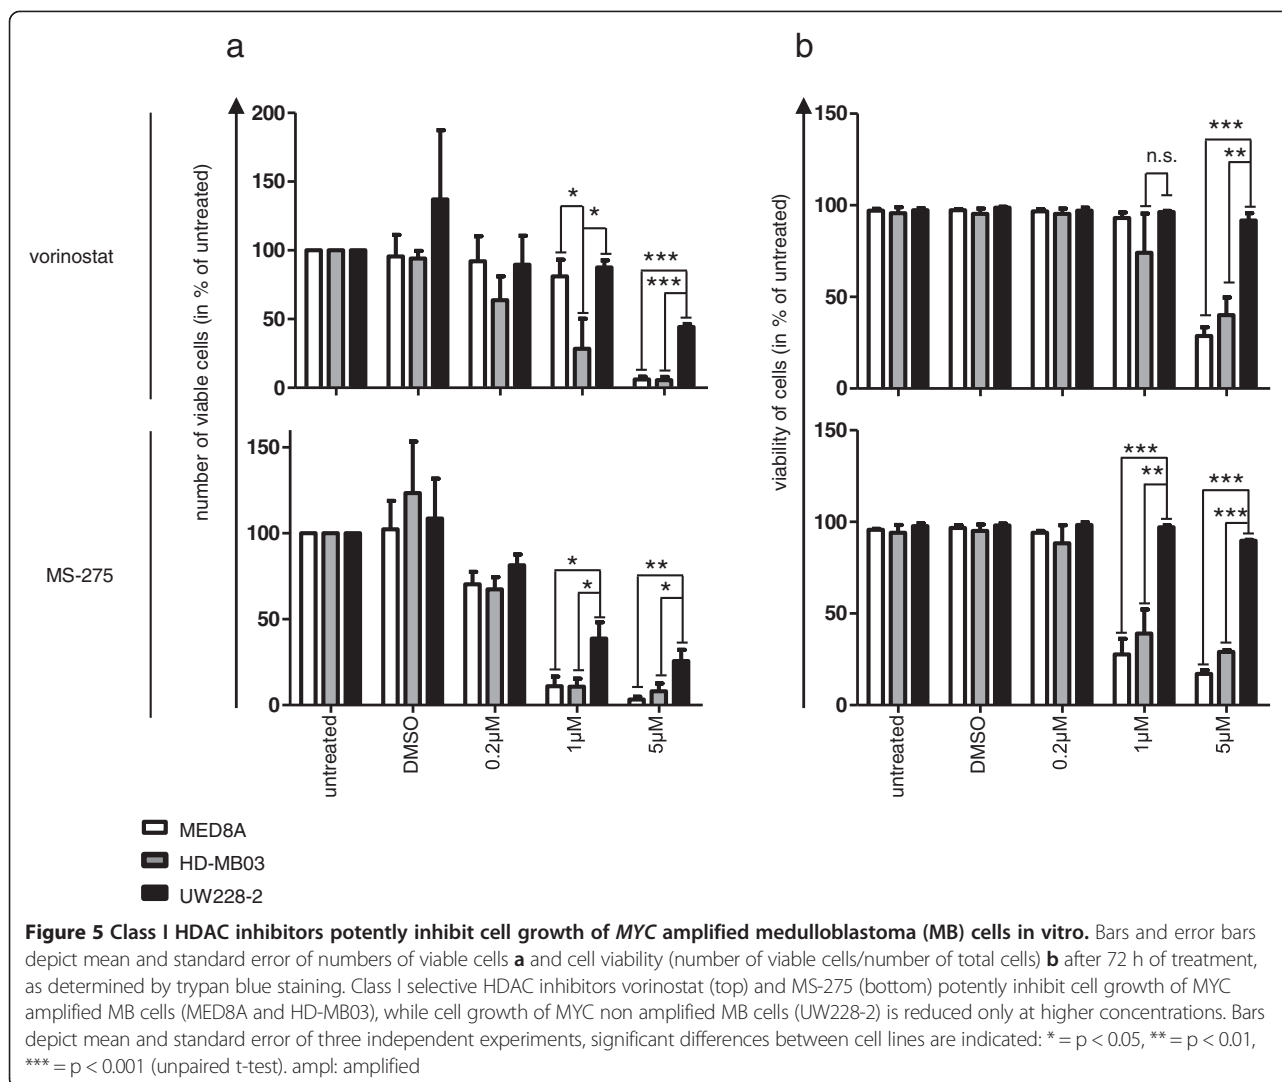 a
b
vorinostat
MS-275
number of viable cells (in % of untreated)
200
150
100
50
0
*
*
***
***
150
100
50
0
*
*
**
*
untreated
DMSO
0.2µM
1µM
5µM
viability of cells (in % of untreated)
150
100
50
0
n.s.
***
**
150
100
50
0
***
**
***
***
untreated
DMSO
0.2µM
1µM
5µM
MED8A
HD-MB03
UW228-2
Figure 5 Class I HDAC inhibitors potently inhibit cell growth of MYC amplified medulloblastoma (MB) cells in vitro. Bars and error bars
depict mean and standard error of numbers of viable cells a and cell viability (number of viable cells/number of total cells) b after 72 h of treatment,
as determined by trypan blue staining. Class I selective HDAC inhibitors vorinostat (top) and MS-275 (bottom) potently inhibit cell growth of MYC
amplified MB cells (MED8A and HD-MB03), while cell growth of MYC non amplified MB cells (UW228-2) is reduced only at higher concentrations. Bars
depict mean and standard error of three independent experiments, significant differences between cell lines are indicated: * = p < 0.05, ** = p < 0.01,
*** = p < 0.001 (unpaired t-test). ampl: amplified